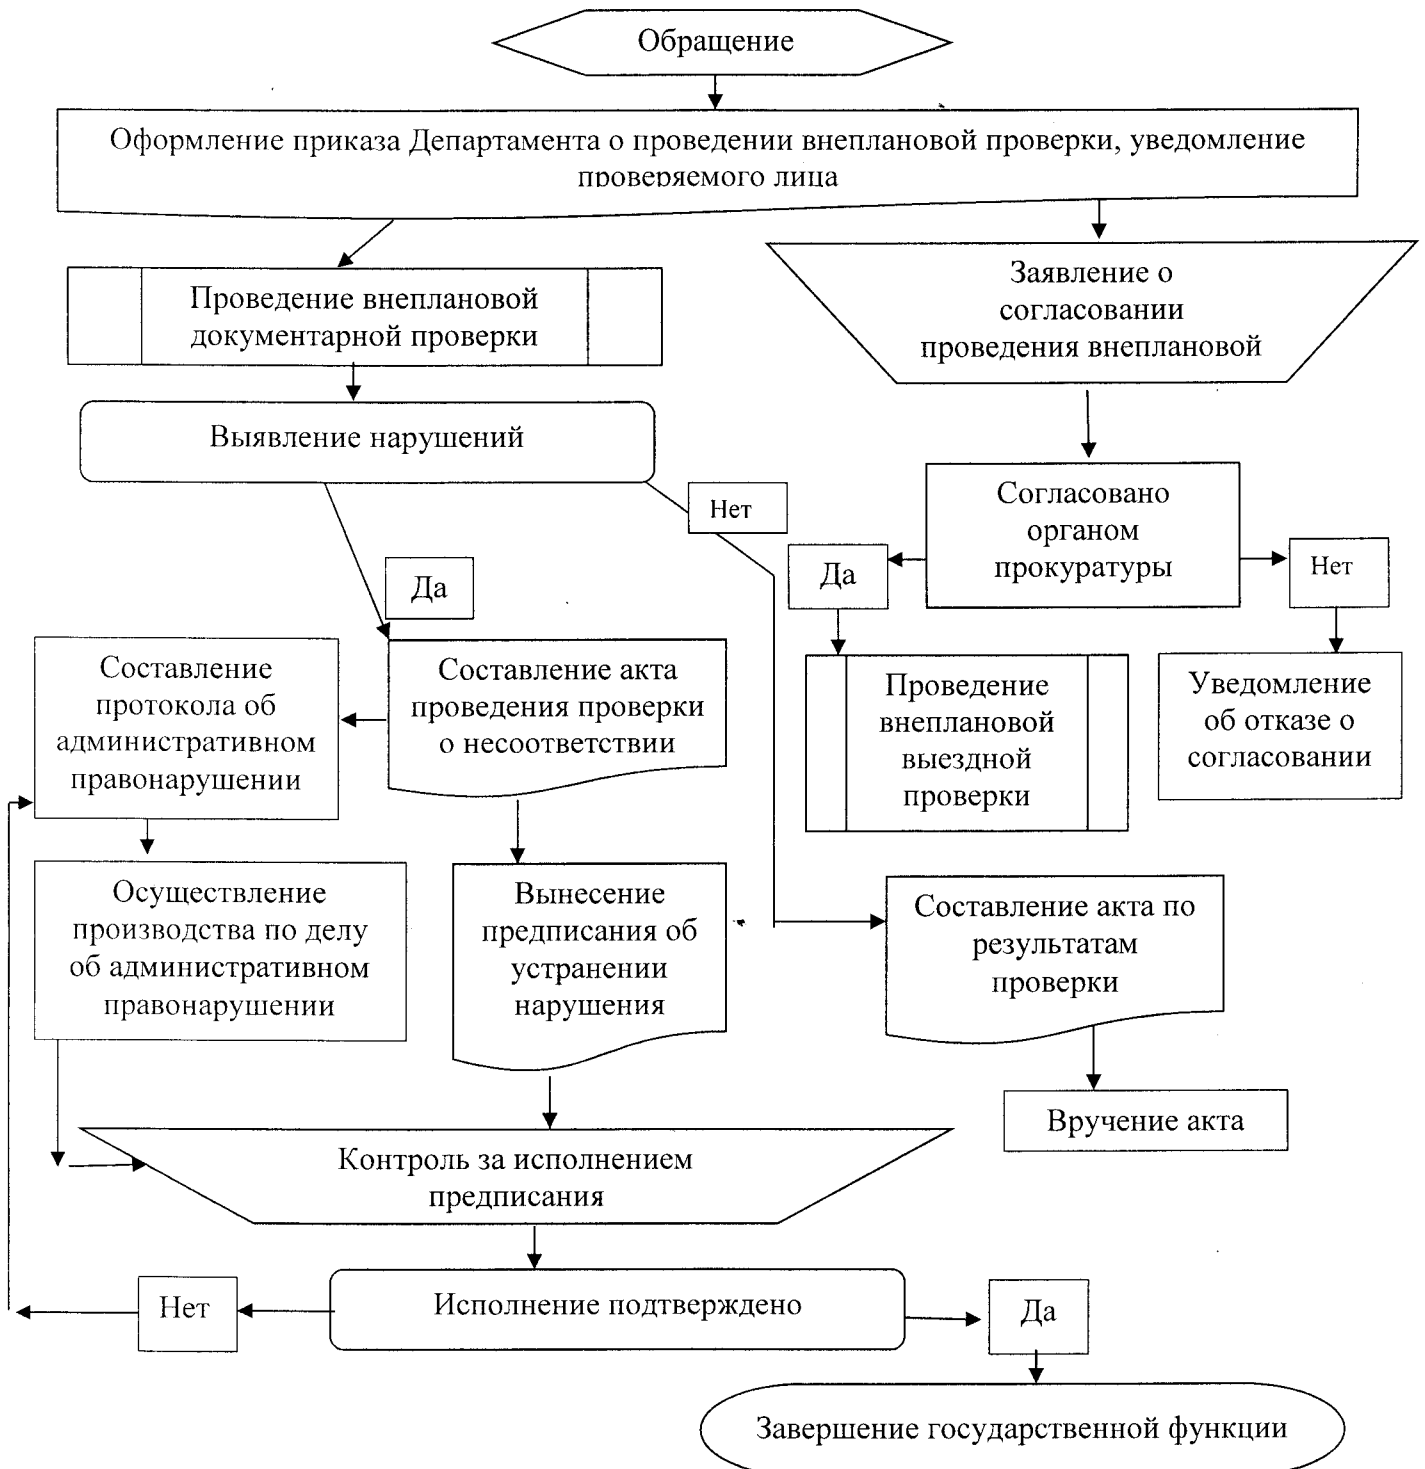 Обращение
Оформление приказа Департамента о проведении внеплановой проверки, уведомление
проверяемого лица
Проведение внеплановой
документарной проверки
Заявление о
согласовании
проведения внеплановой
Выявление нарушений
Нет
Согласовано
органом
прокуратуры
Да
Нет
Да
Составление
протокола об
административном
правонарушении
Составление акта
проведения проверки
о несоответствии
Проведение
внеплановой
выездной
проверки
Уведомление
об отказе о
согласовании
Осуществление
производства по делу
об административном
правонарушении
Вынесение
предписания об
устранении
нарушения
Составление акта по
результатам
проверки
Вручение акта
Контроль за исполнением
предписания
Нет
Исполнение подтверждено
Да
Завершение государственной функции